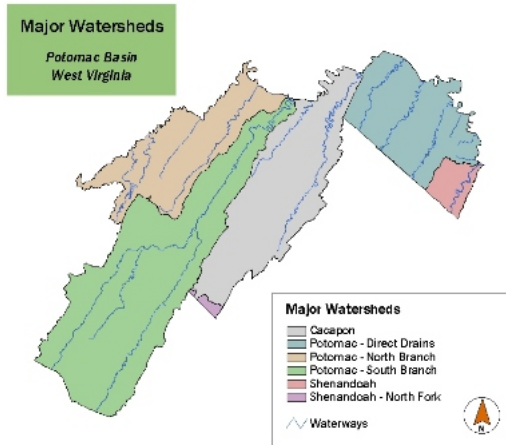 Major Watersheds
Potomac Basin
West Virginia
Major Watersheds
Cacapon
Potomac - Direct Drains
Potomac - North Branch
Potomac - South Branch
Shenandoah
Shenandoah - North Fork
Waterways
N